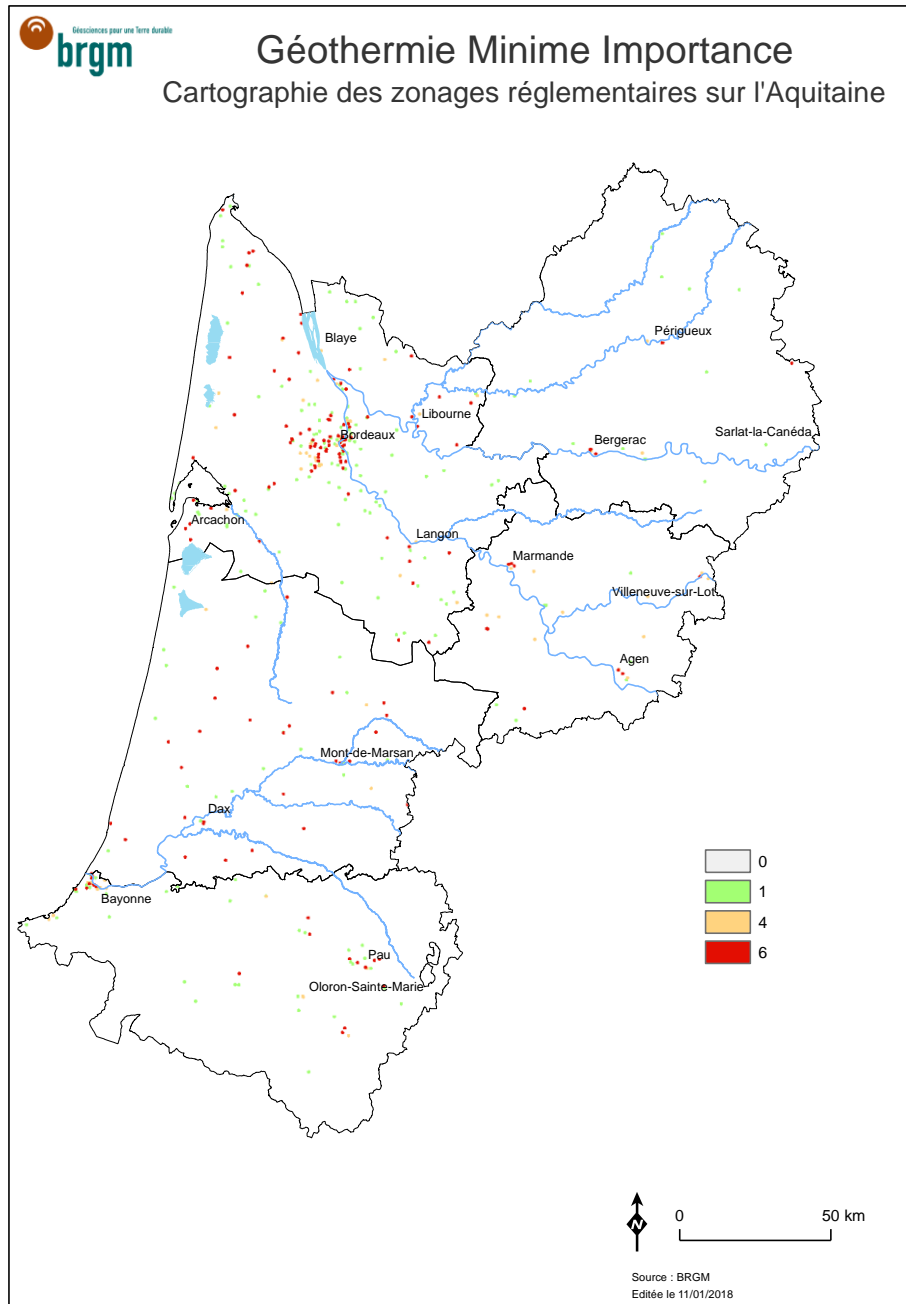 Géosciences pour une Terre durable
brgm
Géothermie Minime Importance
Cartographie des zonages réglementaires sur l'Aquitaine
Blaye
Périgueux
Libourne
Bordeaux
Bergerac
Sarlat-la-Canéda
Arcachon
Langon
Marmande
Villeneuve-sur-Lot
Agen
Mont-de-Marsan
Dax
Bayonne
Pau
Oloron-Sainte-Marie
0
1
4
6
N
0 50 km
Source : BRGM
Editée le 11/01/2018